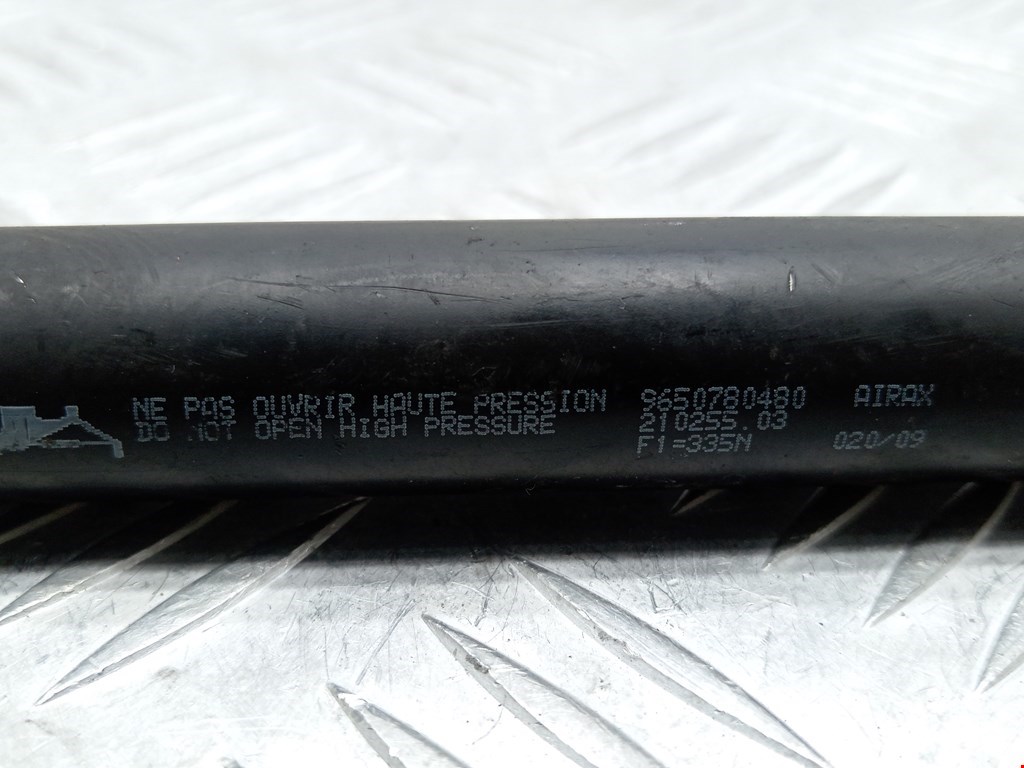 NE PAS OUVRIR HAUTE PRESSION
DO NOT OPEN HIGH PRESSURE
9650780480
210255.03
F1=335N
AIRAX
020/09